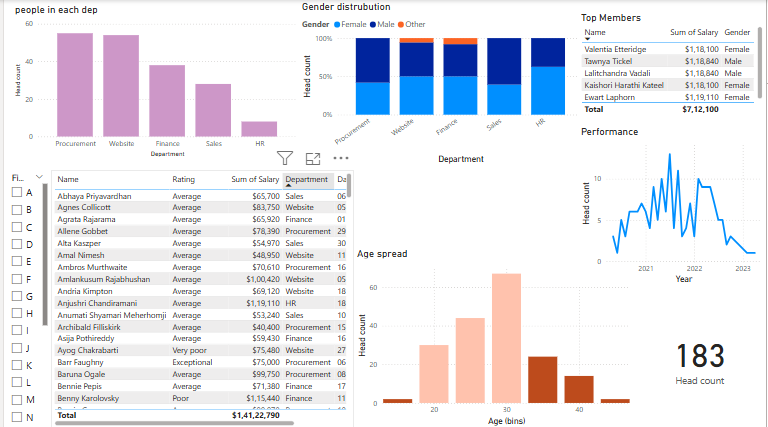 people in each dep
Head count
60
40
20
0
Procurement
Website
Finance
Sales
HR
Department
Gender distrubution
Gender Female Male Other
Head count
100%
50%
0%
Procurement
Website
Finance
Sales
HR
Department
Top Members
Name Sum of Salary Gender
Valentia Etteridge $1,18,100 Female
Tawnya Tickel $1,18,840 Male
Lalitchandra Vadali $1,18,840 Male
Kaishori Harathi Kateel $1,18,100 Female
Ewart Laphorn $1,19,110 Female
Total $7,12,100
Performance
Head count
10
5
0
2021
2022
2023
Year
Fi...
A
B
C
D
E
F
G
H
I
J
K
L
M
N
Name Rating Sum of Salary Department Da
Abhaya Priyavardhan Average $65,700 Sales 06
Agnes Collicott Average $83,750 Website 05
Agrata Rajarama Average $65,920 Finance 01
Allene Gobbet Average $78,390 Procurement 29
Alta Kaszper Average $54,970 Sales 30
Amal Nimesh Average $48,950 Website 11
Ambros Murthwaite Average $70,610 Procurement 16
Amlankusum Rajabhushan Average $1,00,420 Website 05
Andria Kimpton Average $69,120 Website 18
Anjushri Chandiramani Average $1,19,110 HR 18
Anumati Shyamari Meherhomji Average $53,240 Sales 10
Archibald Filliskirk Average $40,400 Procurement 15
Asija Pothireddy Average $59,430 Finance 16
Ayog Chakrabarti Very poor $75,480 Website 27
Barr Faughny Exceptional $75,000 Procurement 06
Baruna Ogale Average $99,750 Procurement 08
Bennie Pepis Average $71,380 Finance 17
Benny Karolovsky Poor $1,15,440 Finance 11
Total $1,41,22,790
Age spread
Head count
60
40
20
0
20
30
40
Age (bins)
183
Head count